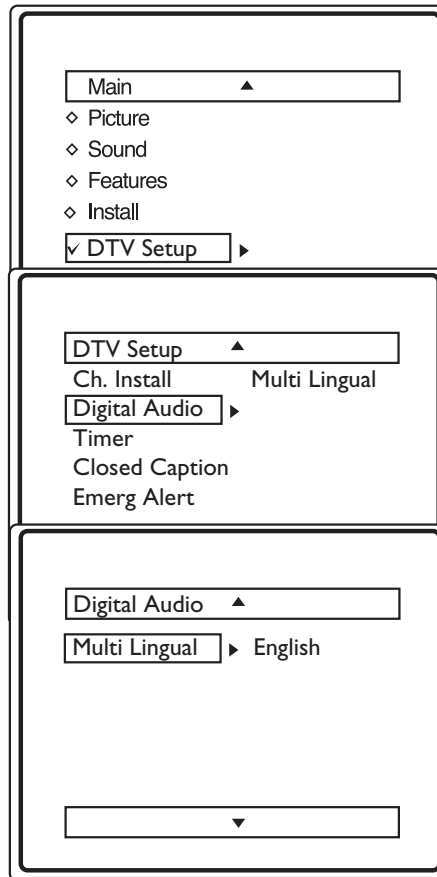 Main
Picture
Sound
Features
Install
DTV Setup
DTV Setup
Ch. Install Multi Lingual
Digital Audio
Timer
Closed Caption
Emerg Alert
Digital Audio
Multi Lingual English